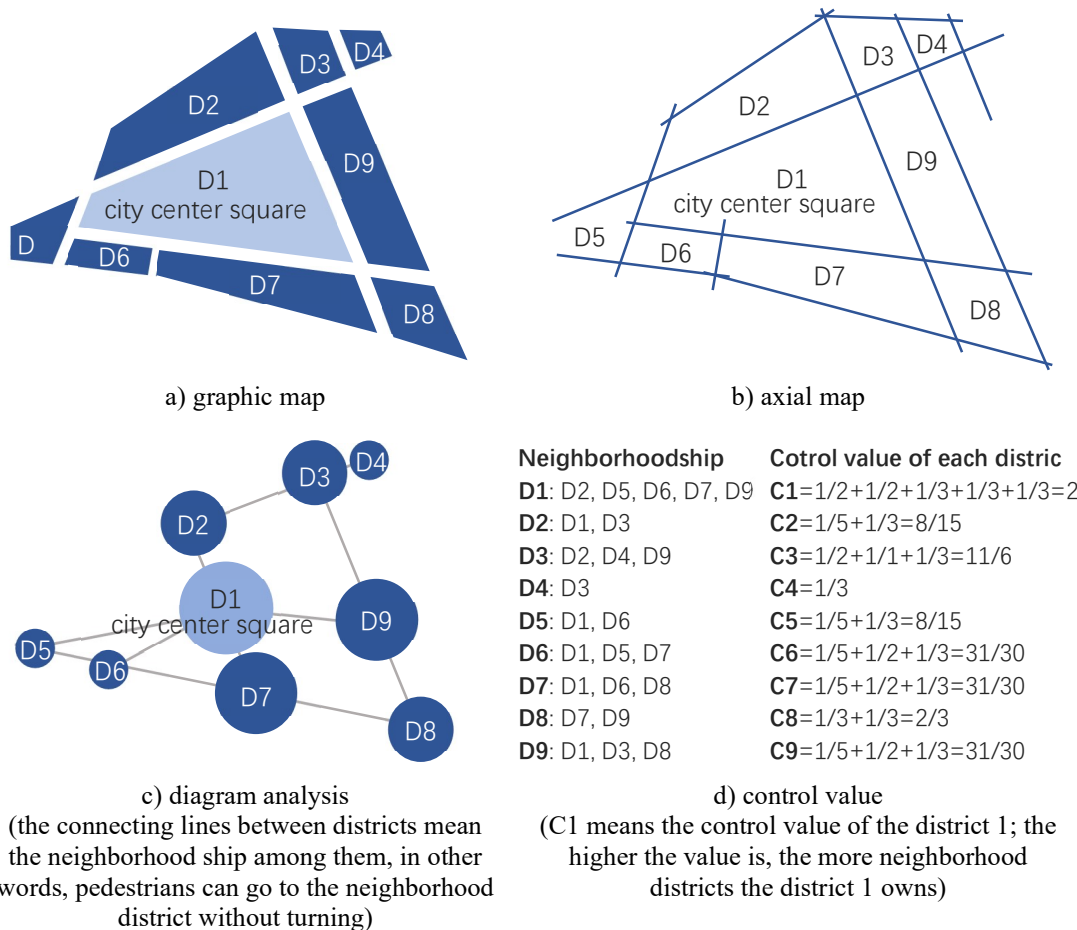 D3
D4
D2
D9
D1
city center square
D
D6
D7
D8
a) graphic map
D3
D4
D2
D9
D1
city center square
D5
D6
D7
D8
b) axial map
D3
D4
D2
D1
city center square
D9
D5
D6
D7
D8
c) diagram analysis
(the connecting lines between districts mean
the neighborhood ship among them, in other
words, pedestrians can go to the neighborhood
district without turning)
Neighborhoodship Cotrol value of each distric
D1: D2, D5, D6, D7, D9 C1=1/2+1/2+1/3+1/3+1/3=2
D2: D1, D3 C2=1/5+1/3=8/15
D3: D2, D4, D9 C3=1/2+1/1+1/3=11/6
D4: D3 C4=1/3
D5: D1, D6 C5=1/5+1/3=8/15
D6: D1, D5, D7 C6=1/5+1/2+1/3=31/30
D7: D1, D6, D8 C7=1/5+1/2+1/3=31/30
D8: D7, D9 C8=1/3+1/3=2/3
D9: D1, D3, D8 C9=1/5+1/2+1/3=31/30
d) control value
(C1 means the control value of the district 1; the
higher the value is, the more neighborhood
districts the district 1 owns)